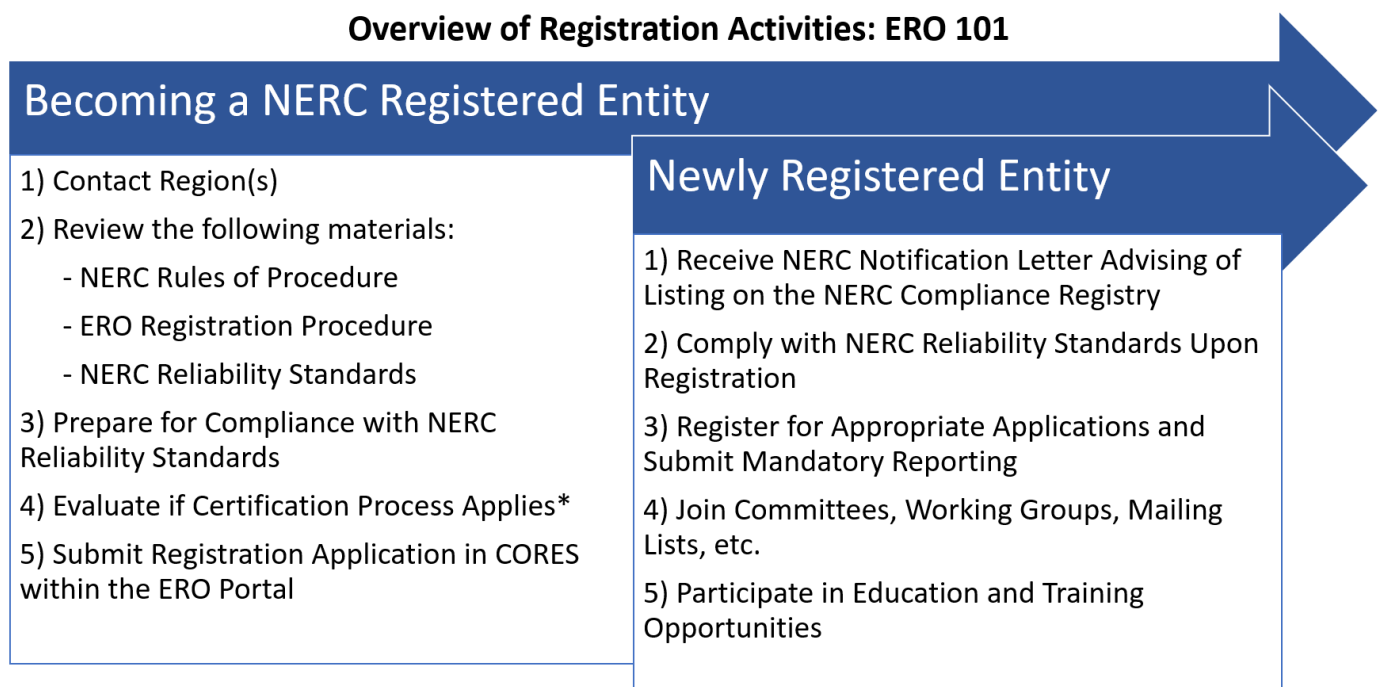 Overview of Registration Activities: ERO 101
Becoming a NERC Registered Entity
1) Contact Region(s)
2) Review the following materials:
- NERC Rules of Procedure
- ERO Registration Procedure
- NERC Reliability Standards
3) Prepare for Compliance with NERC
Reliability Standards
4) Evaluate if Certification Process Applies*
5) Submit Registration Application in CORES
within the ERO Portal
Newly Registered Entity
1) Receive NERC Notification Letter Advising of
Listing on the NERC Compliance Registry
2) Comply with NERC Reliability Standards Upon
Registration
3) Register for Appropriate Applications and
Submit Mandatory Reporting
4) Join Committees, Working Groups, Mailing
Lists, etc.
5) Participate in Education and Training
Opportunities